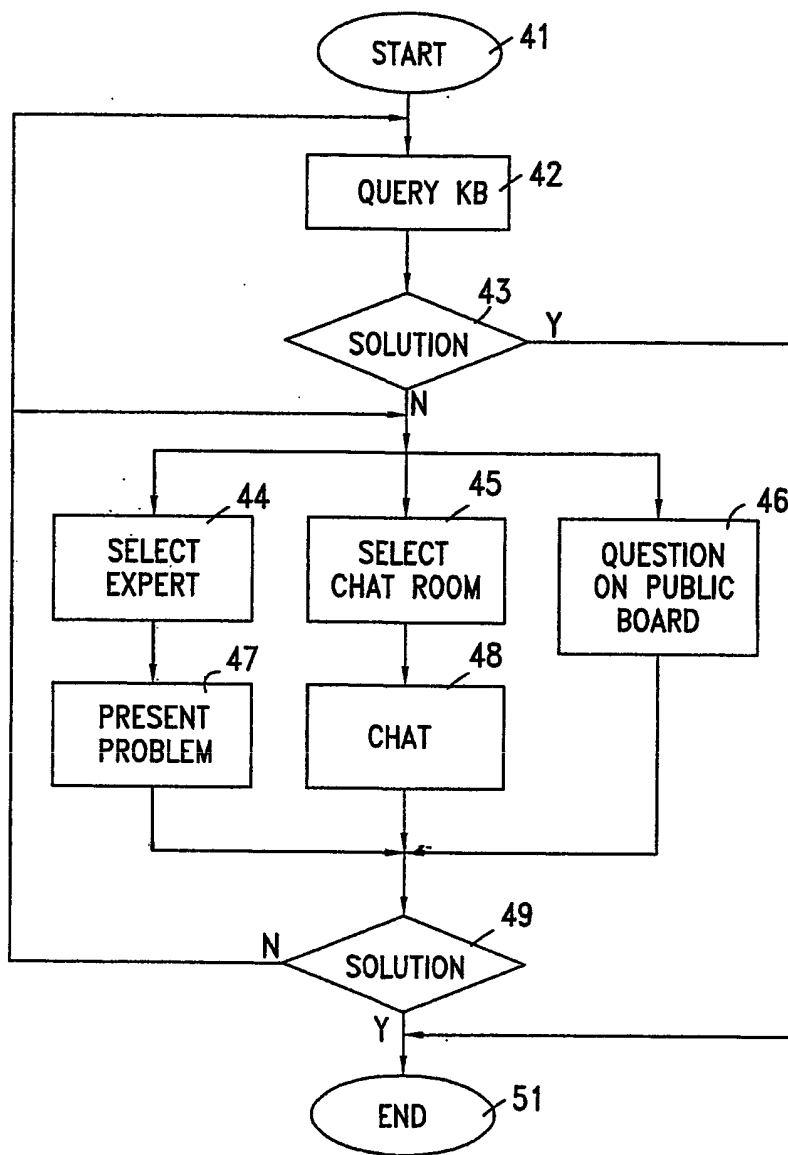 START
41
QUERY KB
42
SOLUTION
43
Y
N
44
SELECT
EXPERT
45
SELECT
CHAT ROOM
46
QUESTION
ON PUBLIC
BOARD
47
PRESENT
PROBLEM
48
CHAT
49
N
SOLUTION
Y
END
51